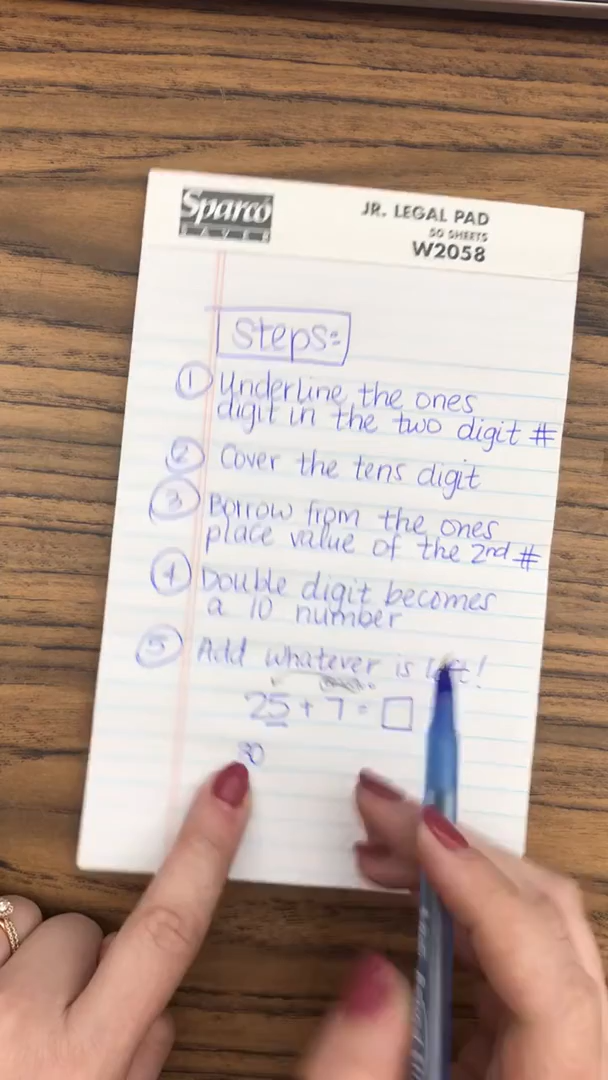 Sparco
SAVER
JR. LEGAL PAD
50 SHEETS
W2058
Steps:
1 Underline the ones
digit in the two digit #
2 Cover the tens digit
3 Borrow from the ones
place value of the 2nd #
4 Double digit becomes
a 10 number
5 Add whatever is left!
25 + 7 = □
30